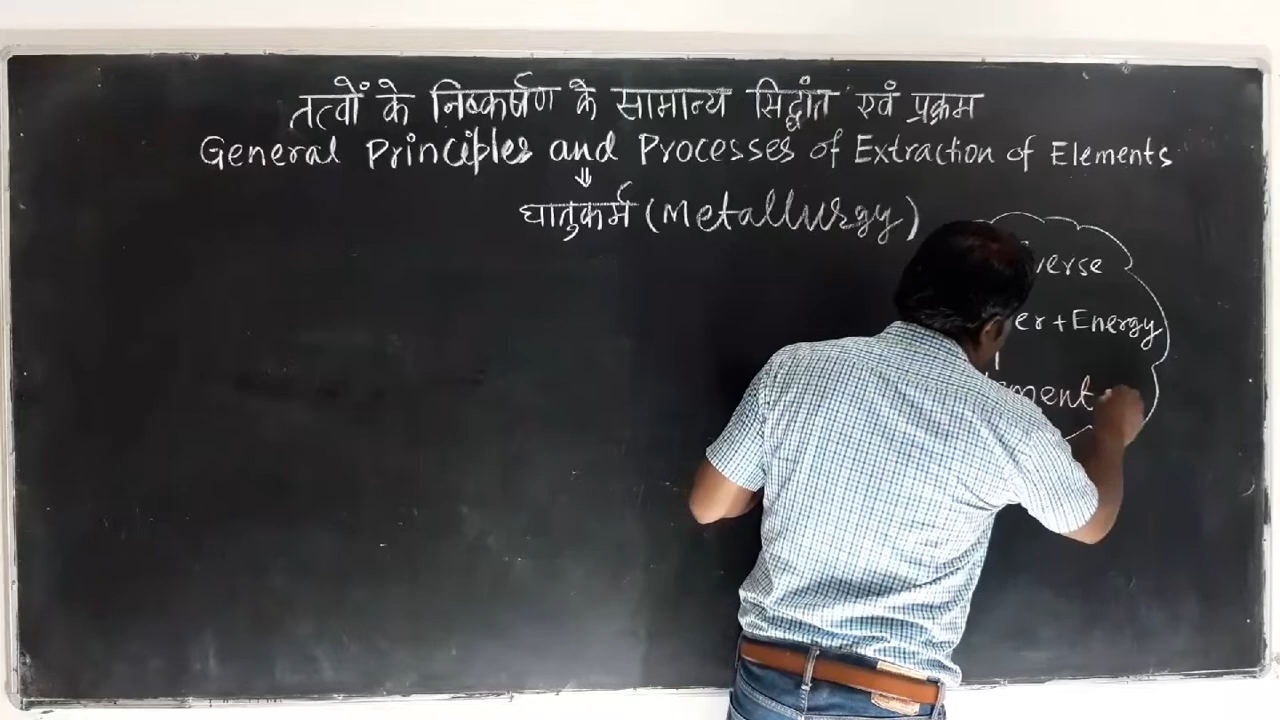 तत्वों के निष्कर्षण के सामान्य सिद्धांत एवं प्रक्रम
General Principles and Processes of Extraction of Elements
⇓
धातुकर्म (Metallurgy)
verse
er + Energy
ement